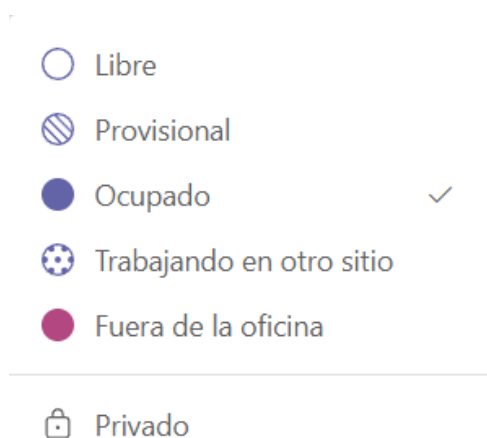 Libre
Provisional
Ocupado
Trabajando en otro sitio
Fuera de la oficina
Privado